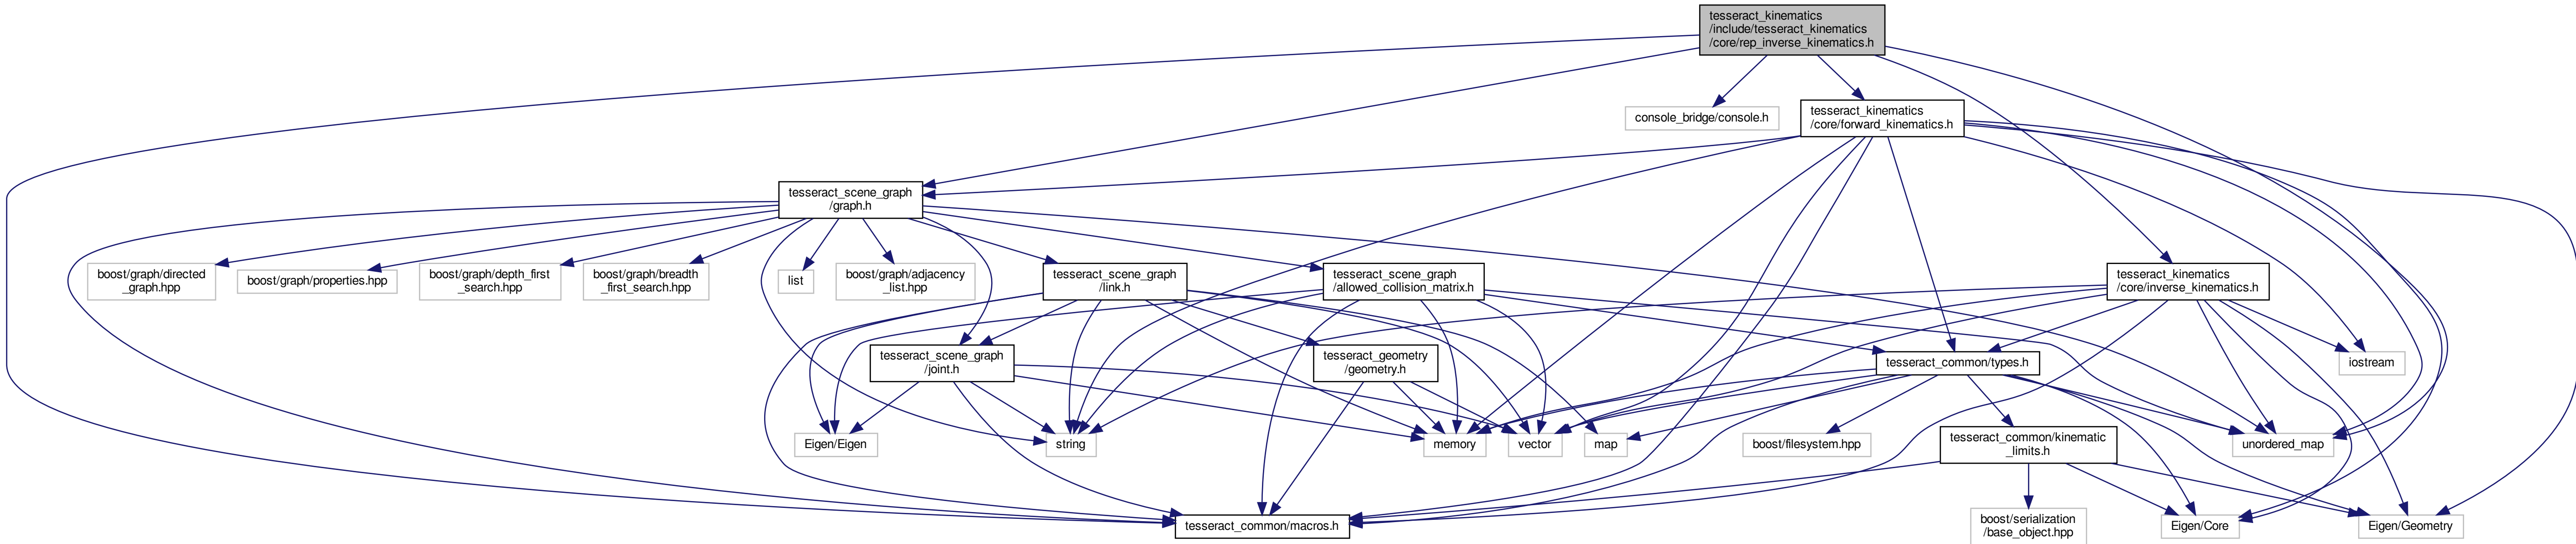 tesseract_kinematics
/include/tesseract_kinematics
/core/rep_inverse_kinematics.h
console_bridge/console.h
tesseract_kinematics
/core/forward_kinematics.h
tesseract_scene_graph
/graph.h
boost/graph/directed
_graph.hpp
boost/graph/properties.hpp
boost/graph/depth_first
_search.hpp
boost/graph/breadth
_first_search.hpp
list
boost/graph/adjacency
_list.hpp
tesseract_scene_graph
/link.h
tesseract_scene_graph
/allowed_collision_matrix.h
tesseract_kinematics
/core/inverse_kinematics.h
tesseract_scene_graph
/joint.h
tesseract_geometry
/geometry.h
tesseract_common/types.h
iostream
Eigen/Eigen
string
memory
vector
map
boost/filesystem.hpp
tesseract_common/kinematic
_limits.h
unordered_map
tesseract_common/macros.h
boost/serialization
/base_object.hpp
Eigen/Core
Eigen/Geometry